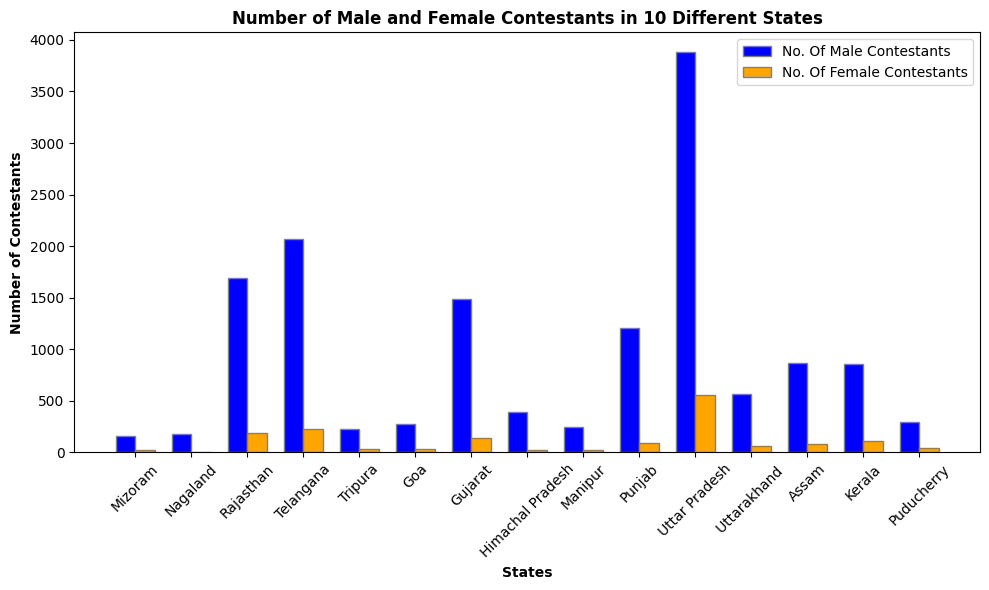 Number of Male and Female Contestants in 10 Different States
No. Of Male Contestants
No. Of Female Contestants
Number of Contestants
4000
3500
3000
2500
2000
1500
1000
500
0
Mizoram
Nagaland
Rajasthan
Telangana
Tripura
Goa
Gujarat
Himachal Pradesh
Manipur
Punjab
Uttar Pradesh
Uttarakhand
Assam
Kerala
Puducherry
States